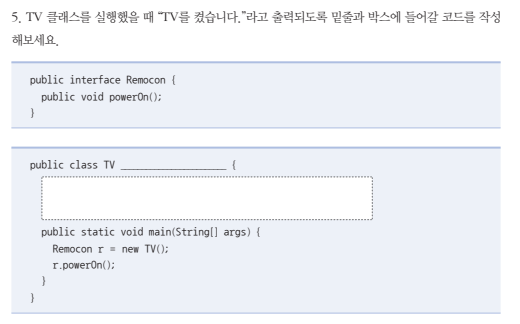 5. TV 클래스를 실행했을 때 “TV를 켰습니다.”라고 출력되도록 밑줄과 박스에 들어갈 코드를 작성
해보세요.
public interface Remocon {
public void powerOn();
}
public class TV ____________________ {
public static void main(String[] args) {
Remocon r = new TV();
r.powerOn();
}
}